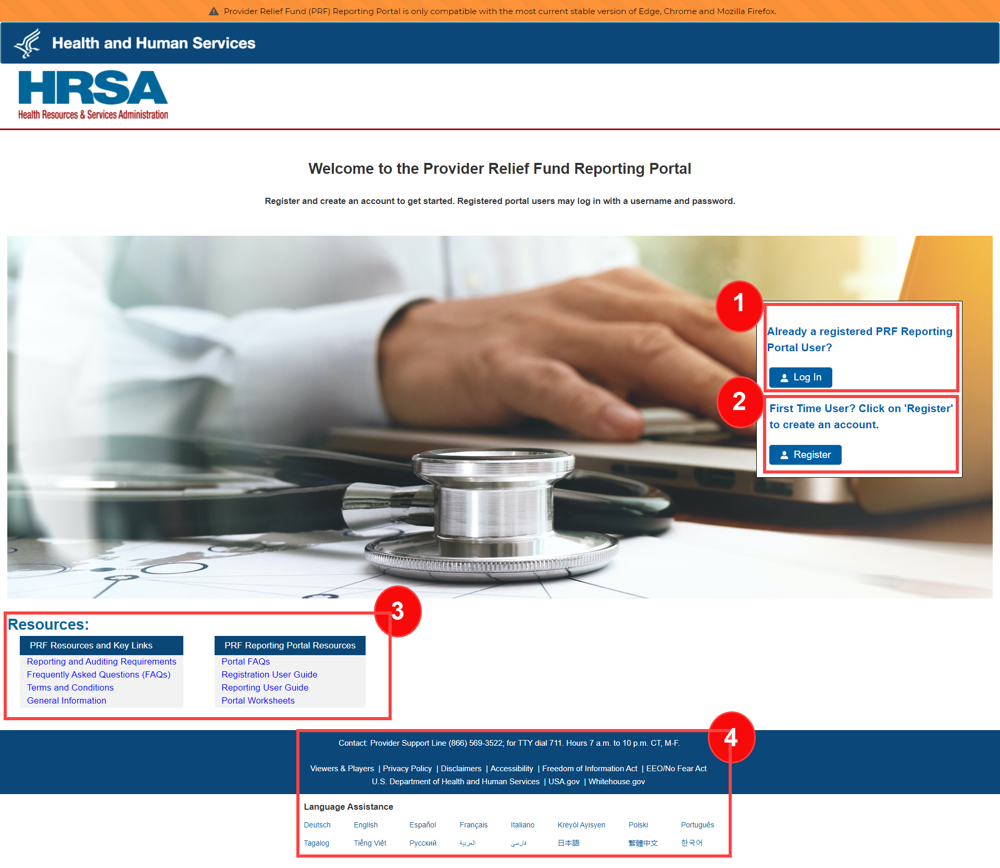 Provider Relief Fund (PRF) Reporting Portal is only compatible with the most current stable version of Edge, Chrome and Mozilla Firefox.
Health and Human Services
HRSA
Health Resources & Services Administration
Welcome to the Provider Relief Fund Reporting Portal
Register and create an account to get started. Registered portal users may log in with a username and password.
1
Already a registered PRF Reporting
Portal User?
Log In
2
First Time User? Click on 'Register'
to create an account.
Register
3
Resources:
PRF Resources and Key Links
Reporting and Auditing Requirements
Frequently Asked Questions (FAQs)
Terms and Conditions
General Information
PRF Reporting Portal Resources
Portal FAQs
Registration User Guide
Reporting User Guide
Portal Worksheets
4
Contact: Provider Support Line (866) 569-3522; for TTY dial 711. Hours 7 a.m. to 10 p.m. CT, M-F.
Viewers & Players | Privacy Policy | Disclaimers | Accessibility | Freedom of Information Act | EEO/No Fear Act
U.S. Department of Health and Human Services | USA.gov | Whitehouse.gov
Language Assistance
Deutsch English Español Français Italiano Kreyòl Ayisyen Polski Português
Tagalog Tiếng Việt Русский العربية فارسی 日本語 繁體中文 한국어